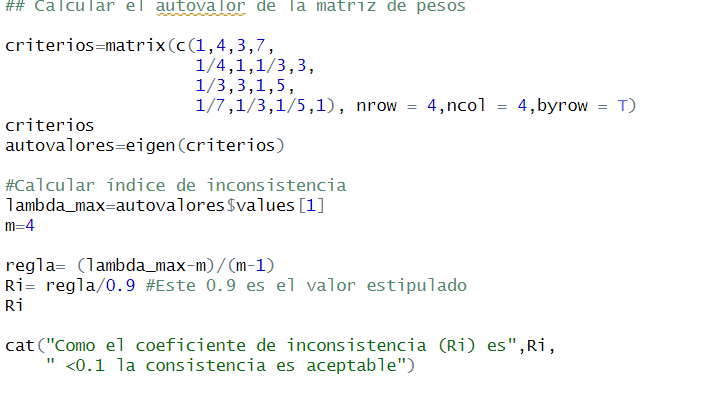 ## Calcular el autovalor de la matriz de pesos
criterios=matrix(c(1,4,3,7,
1/4,1,1/3,3,
1/3,3,1,5,
1/7,1/3,1/5,1), nrow = 4,ncol = 4,byrow = T)
criterios
autovalores=eigen(criterios)
#Calcular índice de inconsistencia
lambda_max=autovalores$values[1]
m=4
regla= (lambda_max-m)/(m-1)
Ri= regla/0.9 #Este 0.9 es el valor estipulado
Ri
cat("Como el coeficiente de inconsistencia (Ri) es",Ri,
" <0.1 la consistencia es aceptable")